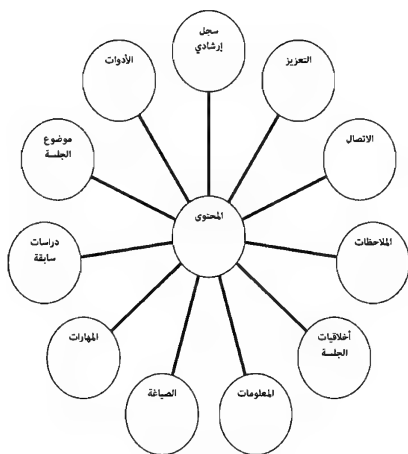 سجل
إرشادي
التعزيز
الاتصال
الملاحظات
أخلاقيات
الجلسة
المعلومات
الصياغة
المهارات
دراسات
سابقة
موضوع
الجلسة
الأدوات
المحتوى